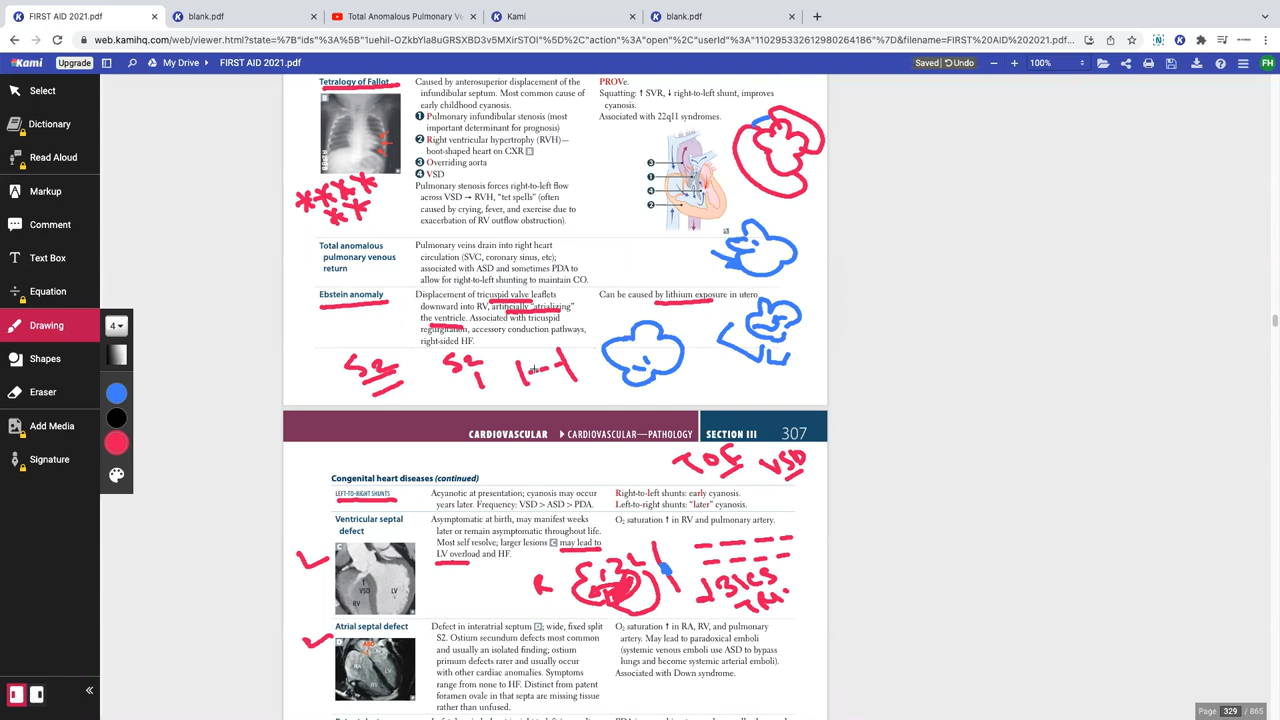 FIRST AID 2021.pdf
blank.pdf
Total Anomalous Pulmonary Ve
Kami
blank.pdf
web.kamihq.com/web/viewer.html?state=%7B"ids"%3A%5B"1uehiI-OZkbYla8uGRSXBD3v5MXirSTOI"%5D%2C"action"%3A"open"%2C"userId"%3A"110295332612980264186"%7D&filename=FIRST%20AID%202021.pdf...
Kami
Upgrade
My Drive
FIRST AID 2021.pdf
Saved
Undo
100%
FH
Select
Dictionary
Read Aloud
Markup
Comment
Text Box
Equation
Drawing
Shapes
Eraser
Add Media
Signature
4
Tetralogy of Fallot
Caused by anterosuperior displacement of the
infundibular septum. Most common cause of
early childhood cyanosis.
1 Pulmonary infundibular stenosis (most
important determinant for prognosis)
2 Right ventricular hypertrophy (RVH)—
boot-shaped heart on CXR B
3 Overriding aorta
4 VSD
Pulmonary stenosis forces right-to-left flow
across VSD → RVH, "tet spells" (often
caused by crying, fever, and exercise due to
exacerbation of RV outflow obstruction).
PROVe.
Squatting: ↑ SVR, ↓ right-to-left shunt, improves
cyanosis.
Associated with 22q11 syndromes.
3
1
4
2
Total anomalous
pulmonary venous
return
Pulmonary veins drain into right heart
circulation (SVC, coronary sinus, etc);
associated with ASD and sometimes PDA to
allow for right-to-left shunting to maintain CO.
Ebstein anomaly
Displacement of tricuspid valve leaflets
downward into RV, artificially "atrializing"
the ventricle. Associated with tricuspid
regurgitation, accessory conduction pathways,
right-sided HF.
Can be caused by lithium exposure in utero.
S2
S2
CARDIOVASCULAR
CARDIOVASCULAR—PATHOLOGY
SECTION III
307
TOF VSD
Congenital heart diseases (continued)
LEFT-TO-RIGHT SHUNTS
Acyanotic at presentation; cyanosis may occur
years later. Frequency: VSD > ASD > PDA.
Right-to-left shunts: early cyanosis.
Left-to-right shunts: "later" cyanosis.
Ventricular septal
defect
C
VSD
LV
RV
Asymptomatic at birth, may manifest weeks
later or remain asymptomatic throughout life.
Most self resolve; larger lesions C may lead to
LV overload and HF.
O2 saturation ↑ in RV and pulmonary artery.
Atrial septal defect
D
ASD
RA
LV
RV
Defect in interatrial septum D; wide, fixed split
S2. Ostium secundum defects most common
and usually an isolated finding; ostium
primum defects rarer and usually occur
with other cardiac anomalies. Symptoms
range from none to HF. Distinct from patent
foramen ovale in that septa are missing tissue
rather than unfused.
O2 saturation ↑ in RA, RV, and pulmonary
artery. May lead to paradoxical emboli
(systemic venous emboli use ASD to bypass
lungs and become systemic arterial emboli).
Associated with Down syndrome.
Page 329 / 865